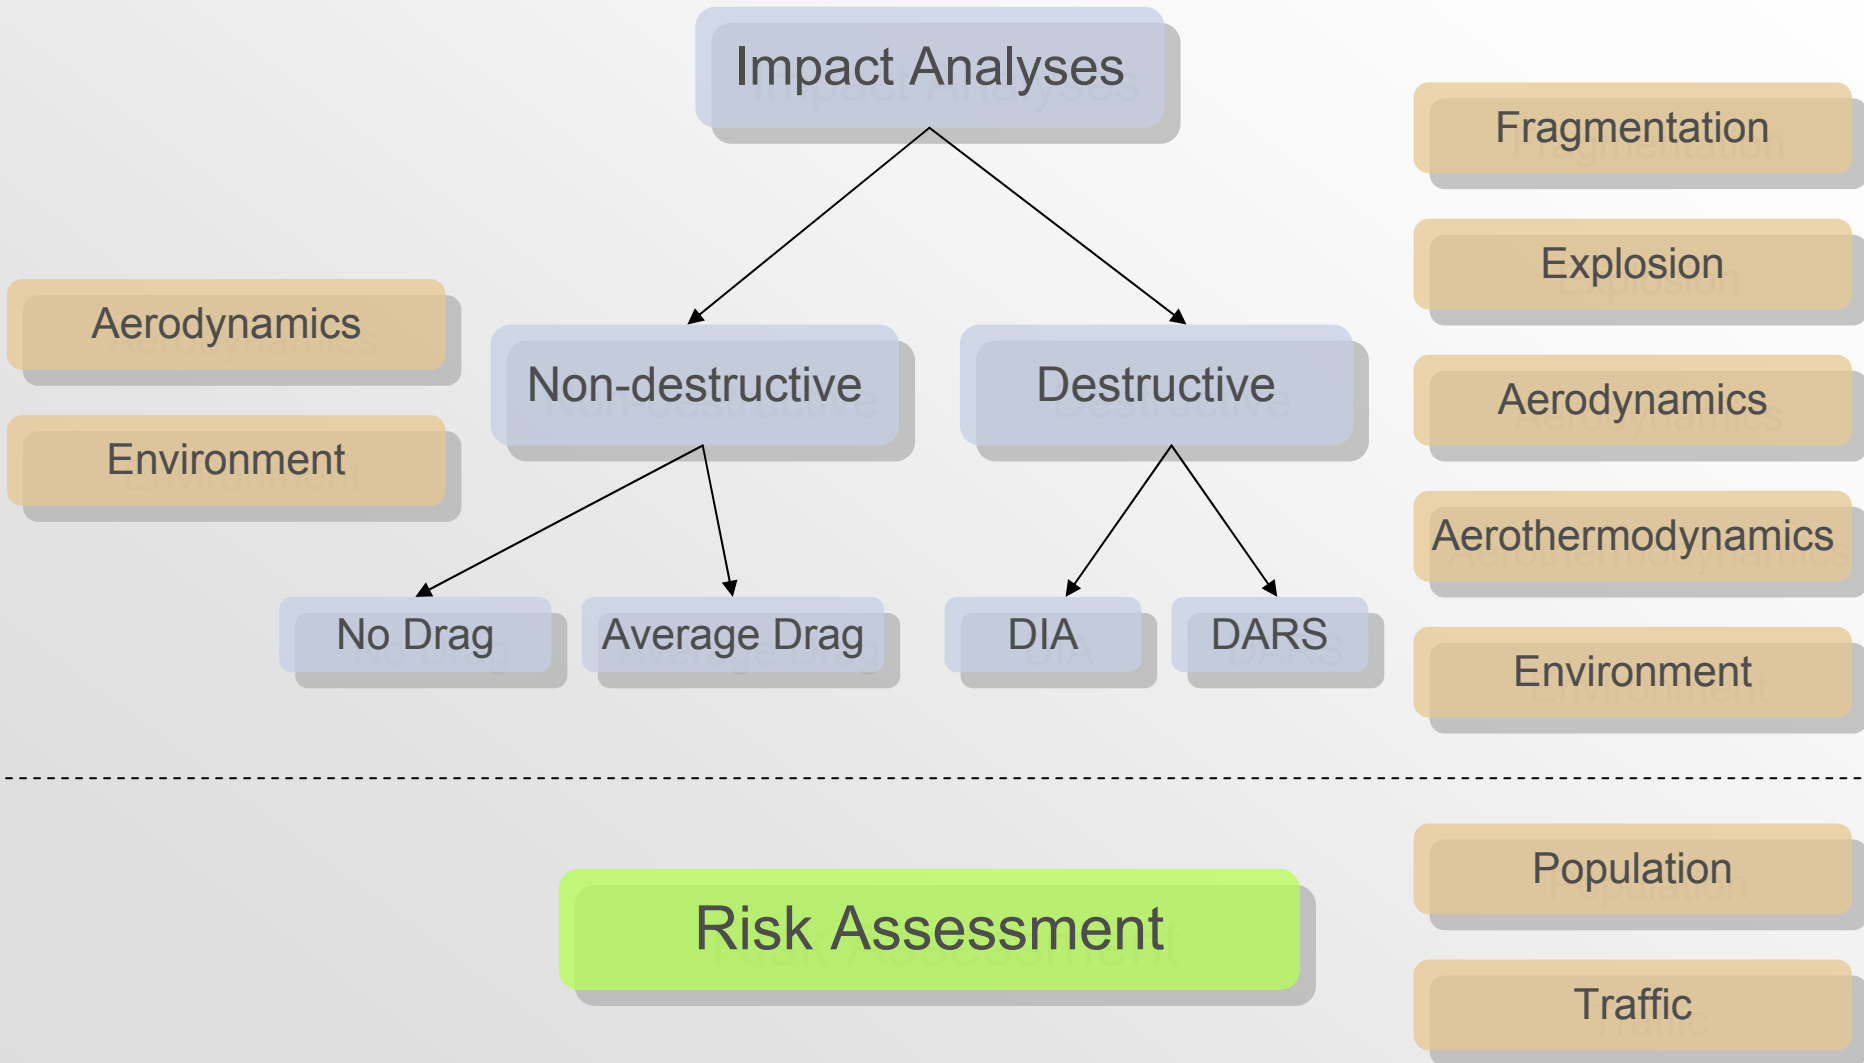 Impact Analyses
Fragmentation
Explosion
Aerodynamics
Non-destructive
Destructive
Aerodynamics
Environment
Aerothermodynamics
No Drag
Average Drag
DIA
DARS
Environment
Population
Risk Assessment
Traffic